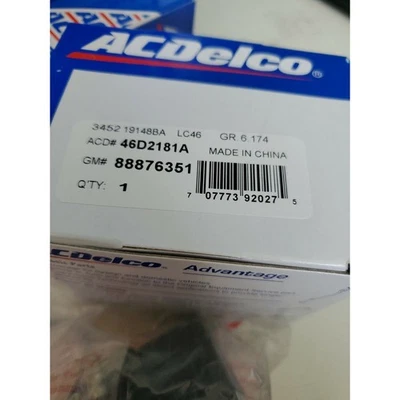 ACDelco®
3452 19148BA LC46 GR 6.174
ACD# 46D2181A MADE IN CHINA
GM# 88876351
Q'TY: 1
7 07773 92027 5
ACDelco Advantage